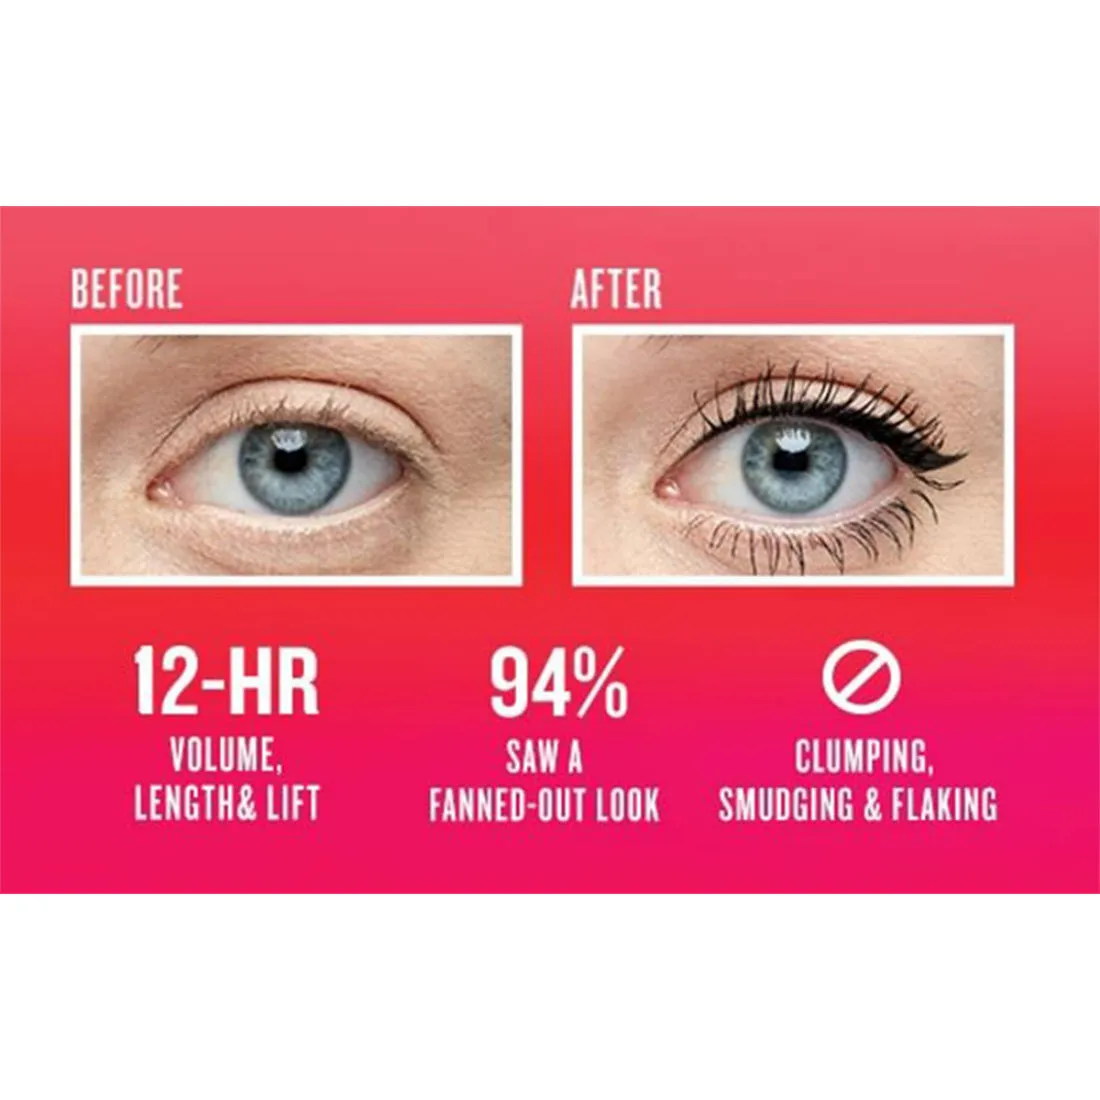 BEFORE
AFTER
12-HR
VOLUME,
LENGTH& LIFT
94%
SAW A
FANNED-OUT LOOK
CLUMPING,
SMUDGING & FLAKING